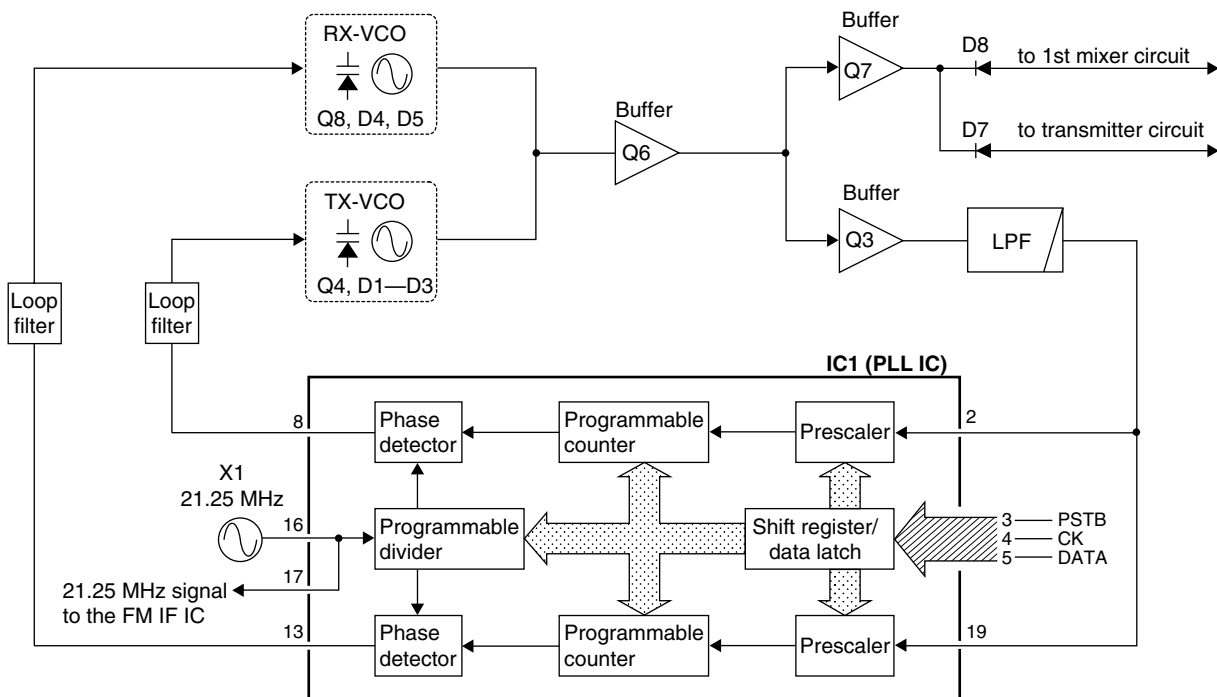 RX-VCO
Q8, D4, D5
TX-VCO
Q4, D1—D3
Buffer
Q6
Buffer
Q7
D8
to 1st mixer circuit
D7
to transmitter circuit
Buffer
Q3
LPF
Loop
filter
Loop
filter
IC1 (PLL IC)
8
Phase
detector
Programmable
counter
Prescaler
2
X1
21.25 MHz
16
17
Programmable
divider
Shift register/
data latch
3 PSTB
4 CK
5 DATA
21.25 MHz signal
to the FM IF IC
13
Phase
detector
Programmable
counter
Prescaler
19